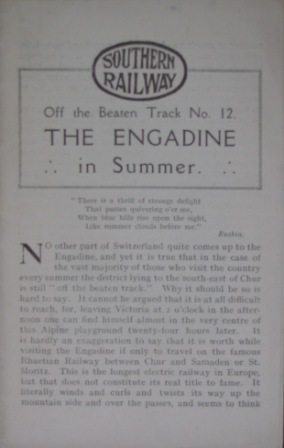 SOUTHERN
RAILWAY
Off the Beaten Track No. 12.
THE ENGADINE
∴ in Summer. ∴
"There is a thrill of strange delight
That passes quivering o'er me,
When blue hills rise upon the sight,
Like summer clouds before me."
Ruskin.
NO other part of Switzerland quite comes up to the
Engadine, and yet it is true that in the case of
the vast majority of those who visit the country
every summer the district lying to the south-east of Chur
is still "off the beaten track." Why it should be so is
hard to say. It cannot be argued that it is at all difficult
to reach, for, leaving Victoria at 2 o'clock in the after-
noon one can find himself almost in the very centre of
this Alpine playground twenty-four hours later. It
is hardly an exaggeration to say that it is worth while
visiting the Engadine if only to travel on the famous
Rhaetian Railway between Chur and Samaden or St.
Moritz. This is the longest electric railway in Europe,
but that does not constitute its real title to fame. It
literally winds and curls and twists its way up the
mountain side and over the passes, and seems to think